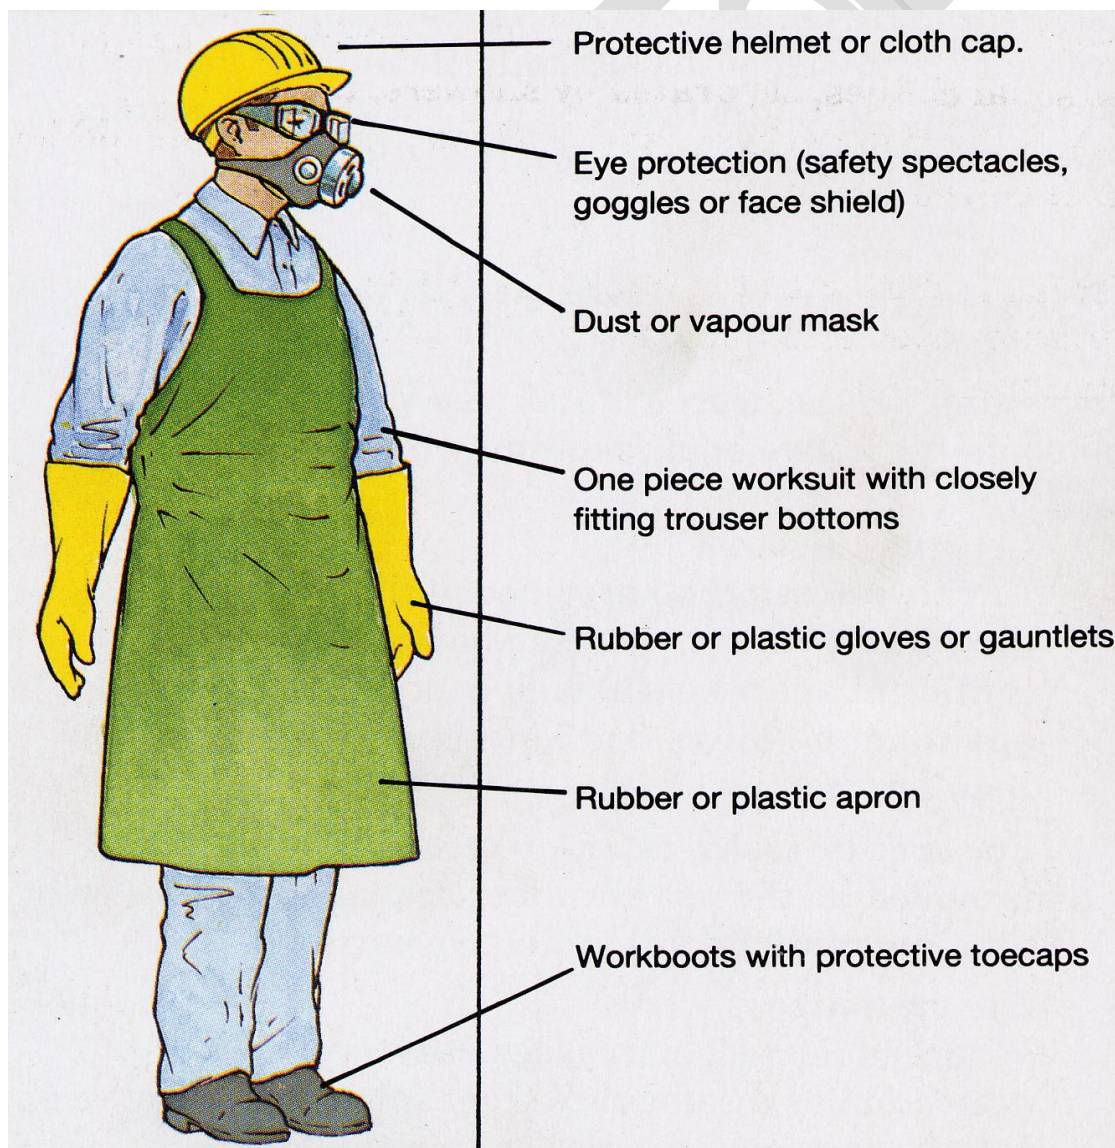 Protective helmet or cloth cap.
Eye protection (safety spectacles,
goggles or face shield)
Dust or vapour mask
One piece worksuit with closely
fitting trouser bottoms
Rubber or plastic gloves or gauntlets
Rubber or plastic apron
Workboots with protective toecaps